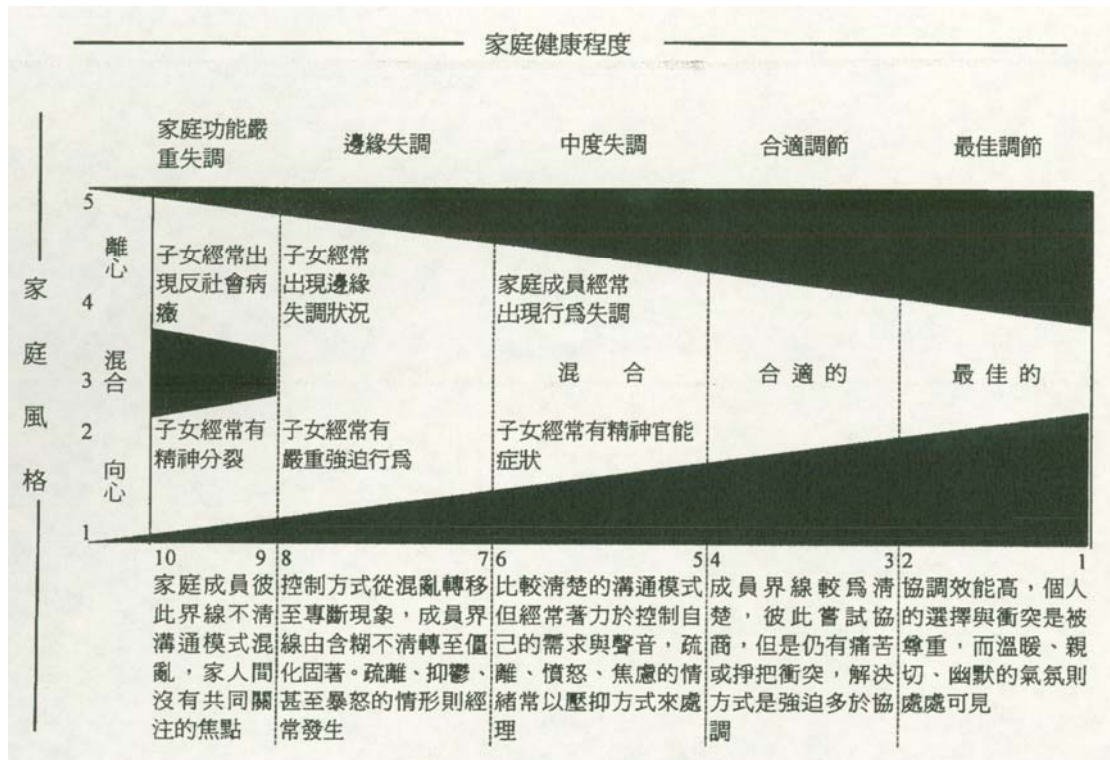 家庭健康程度
家庭功能嚴
重失調
邊緣失調
中度失調
合適調節
最佳調節
家庭風格
5
離心
4
混合
3
2
向心
1
子女經常出
現反社會病
癥
子女經常
出現邊緣
失調狀況
家庭成員經常
出現行爲失調
混 合
合適的
最佳的
子女經常有
精神分裂
子女經常有
嚴重強迫行爲
子女經常有精神官能
症狀
10 9 8 7 6 5 4 3 2 1
家庭成員彼
此界線不清
溝通模式混
亂，家人間
沒有共同關
注的焦點
控制方式從混亂轉移
至專斷現象，成員界
線由含糊不清轉至僵
化固著。疏離、抑鬱、
甚至暴怒的情形則經
常發生
比較清楚的溝通模式
但經常著力於控制自
己的需求與聲音，疏
離、憤怒、焦慮的情
緒常以壓抑方式來處
理
成員界線較爲清
楚，彼此嘗試協
商，但是仍有痛苦
或掙把衝突，解決
方式是強迫多於協
調
協調效能高，個人
的選擇與衝突是被
尊重，而溫暖、親
切、幽默的氣氛則
處處可見